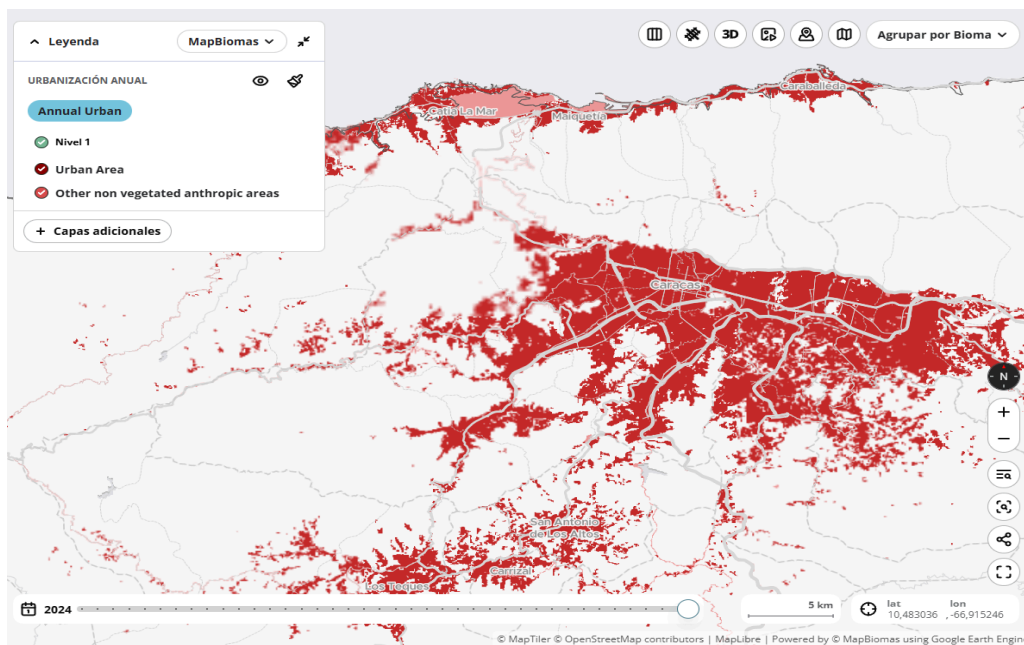 Leyenda
MapBiomas
3D
Agrupar por Bioma
URBANIZACIÓN ANUAL
Annual Urban
Nivel 1
Urban Area
Other non vegetated anthropic areas
+ Capas adicionales
Catia La Mar
Maiquetía
Caraballeda
Caracas
San Antonio
de Los Altos
Carrizal
Los Teques
N
+
−
2024
5 km
lat
10,483036
lon
, -66,915246
© MapTiler © OpenStreetMap contributors | MapLibre | Powered by © MapBiomas using Google Earth Engin